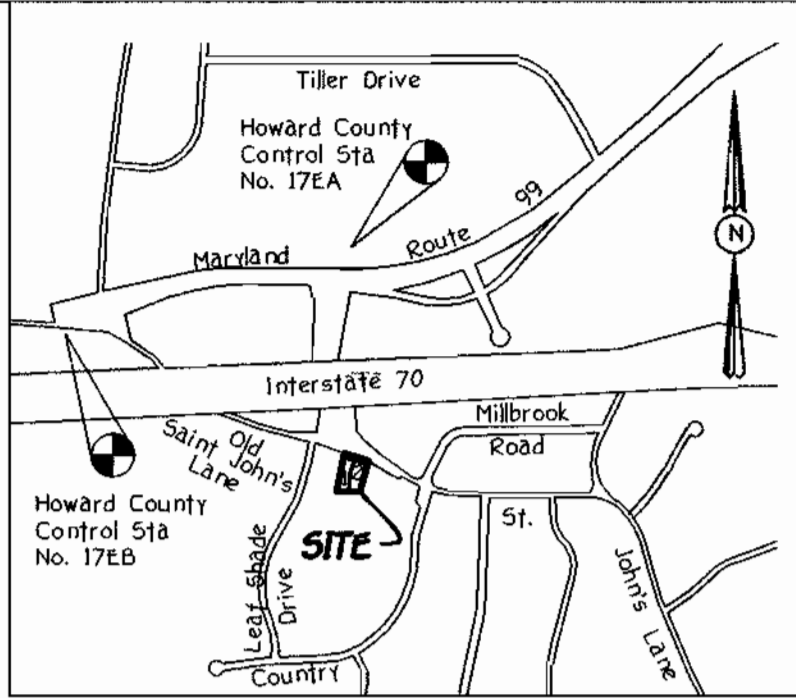 Tiller Drive
Howard County
Control Sta
No. 17EA
Maryland
Route
99
N
Interstate 70
Millbrook
Road
Old
Saint John's
Lane
Howard County
Control Sta
No. 17EB
SITE
St.
John's Lane
Leaf Shade
Drive
Country